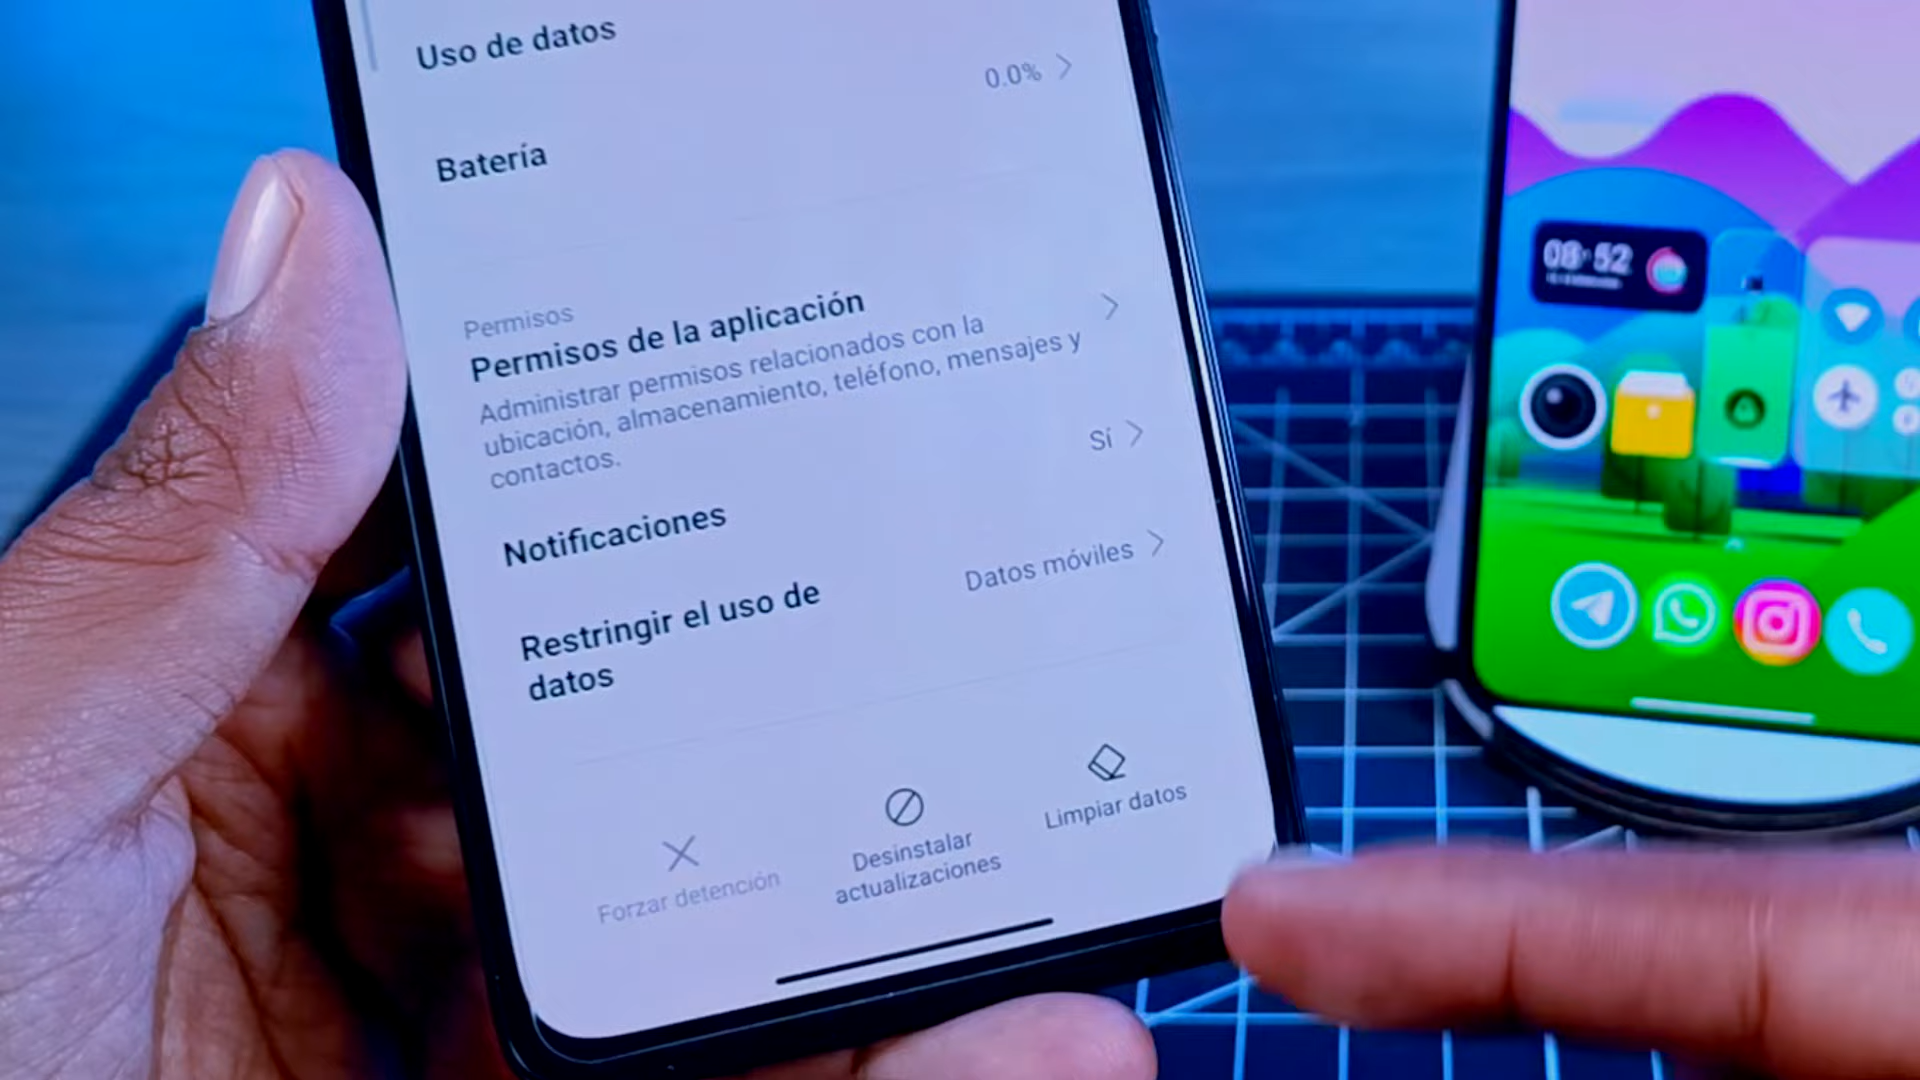 Uso de datos
0.0%
Batería
Permisos
Permisos de la aplicación
Administrar permisos relacionados con la
ubicación, almacenamiento, teléfono, mensajes y
contactos.
Sí
Notificaciones
Datos móviles
Restringir el uso de
datos
Forzar detención
Desinstalar
actualizaciones
Limpiar datos
08:52